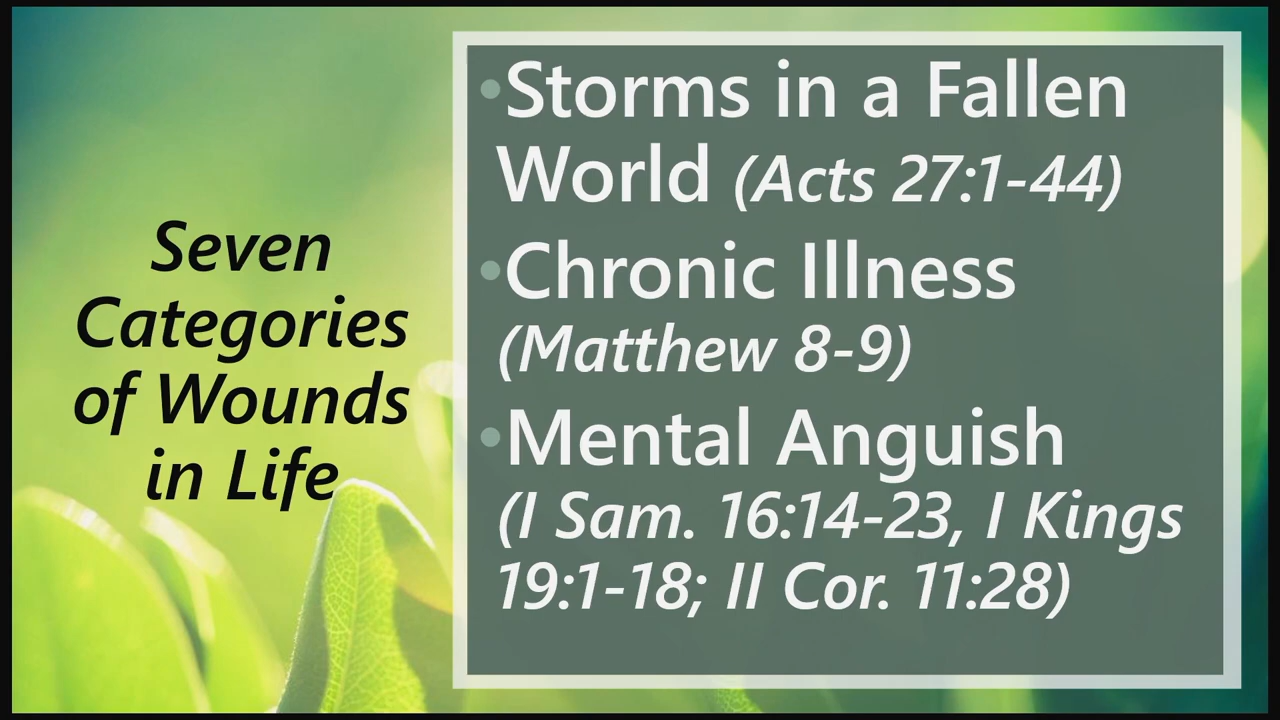 Seven
Categories
of Wounds
in Life
•Storms in a Fallen
World (Acts 27:1-44)
•Chronic Illness
(Matthew 8-9)
•Mental Anguish
(I Sam. 16:14-23, I Kings
19:1-18; II Cor. 11:28)